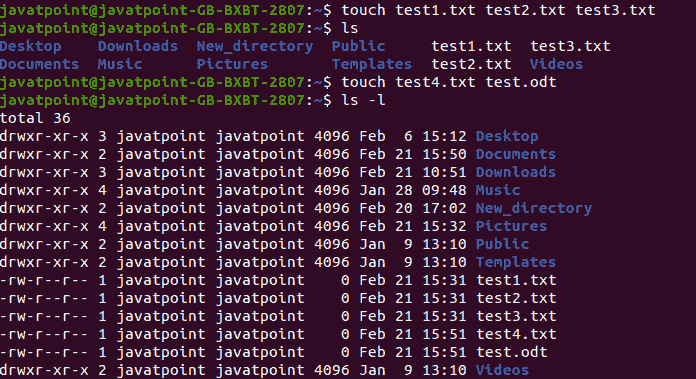 javatpoint@javatpoint-GB-BXBT-2807:~$ touch test1.txt test2.txt test3.txt
javatpoint@javatpoint-GB-BXBT-2807:~$ ls
Desktop    Downloads  New_directory  Public     test1.txt  test3.txt
Documents  Music      Pictures       Templates  test2.txt  Videos
javatpoint@javatpoint-GB-BXBT-2807:~$ touch test4.txt test.odt
javatpoint@javatpoint-GB-BXBT-2807:~$ ls -l
total 36
drwxr-xr-x 3 javatpoint javatpoint 4096 Feb  6 15:12 Desktop
drwxr-xr-x 2 javatpoint javatpoint 4096 Feb 21 15:50 Documents
drwxr-xr-x 3 javatpoint javatpoint 4096 Feb 21 10:51 Downloads
drwxr-xr-x 4 javatpoint javatpoint 4096 Jan 28 09:48 Music
drwxr-xr-x 2 javatpoint javatpoint 4096 Feb 20 17:02 New_directory
drwxr-xr-x 4 javatpoint javatpoint 4096 Feb 21 15:32 Pictures
drwxr-xr-x 2 javatpoint javatpoint 4096 Jan  9 13:10 Public
drwxr-xr-x 2 javatpoint javatpoint 4096 Jan  9 13:10 Templates
-rw-r--r-- 1 javatpoint javatpoint    0 Feb 21 15:31 test1.txt
-rw-r--r-- 1 javatpoint javatpoint    0 Feb 21 15:31 test2.txt
-rw-r--r-- 1 javatpoint javatpoint    0 Feb 21 15:31 test3.txt
-rw-r--r-- 1 javatpoint javatpoint    0 Feb 21 15:51 test4.txt
-rw-r--r-- 1 javatpoint javatpoint    0 Feb 21 15:51 test.odt
drwxr-xr-x 2 javatpoint javatpoint 4096 Jan  9 13:10 Videos